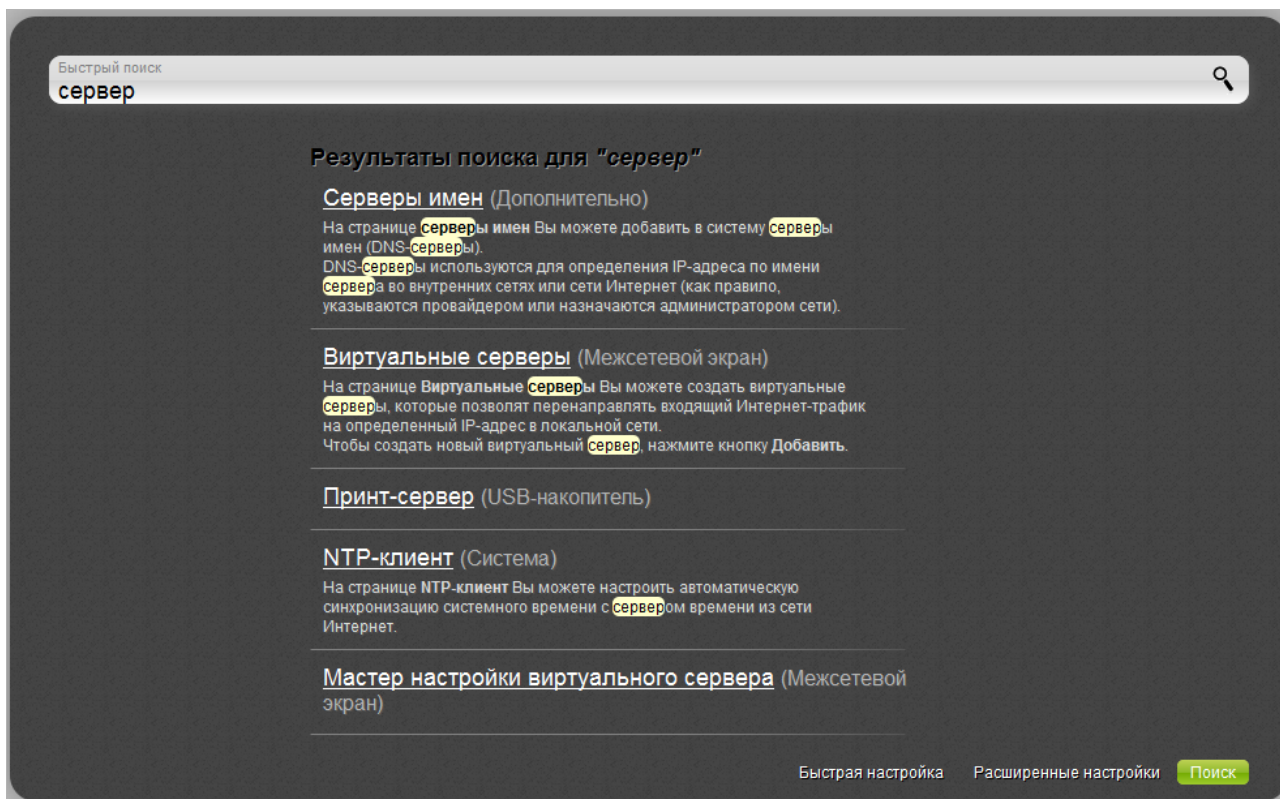 Быстрый поиск
сервер
Результаты поиска для "сервер"
Серверы имен (Дополнительно)
На странице серверы имен Вы можете добавить в систему серверы
имен (DNS-серверы).
DNS-серверы используются для определения IP-адреса по имени
сервера во внутренних сетях или сети Интернет (как правило,
указываются провайдером или назначаются администратором сети).
Виртуальные серверы (Межсетевой экран)
На странице Виртуальные серверы Вы можете создать виртуальные
серверы, которые позволят перенаправлять входящий Интернет-трафик
на определенный IP-адрес в локальной сети.
Чтобы создать новый виртуальный сервер, нажмите кнопку Добавить.
Принт-сервер (USB-накопитель)
NTP-клиент (Система)
На странице NTP-клиент Вы можете настроить автоматическую
синхронизацию системного времени с сервером времени из сети
Интернет.
Мастер настройки виртуального сервера (Межсетевой
экран)
Быстрая настройка Расширенные настройки Поиск